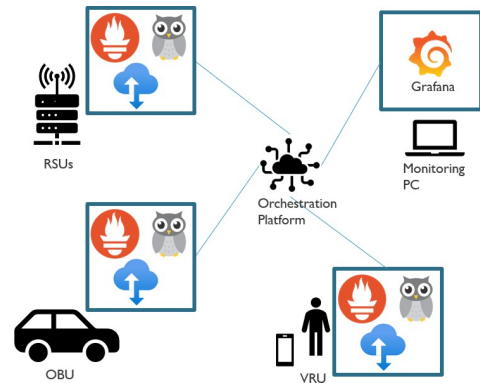 Grafana
RSUs
Monitoring
PC
Orchestration
Platform
OBU
VRU